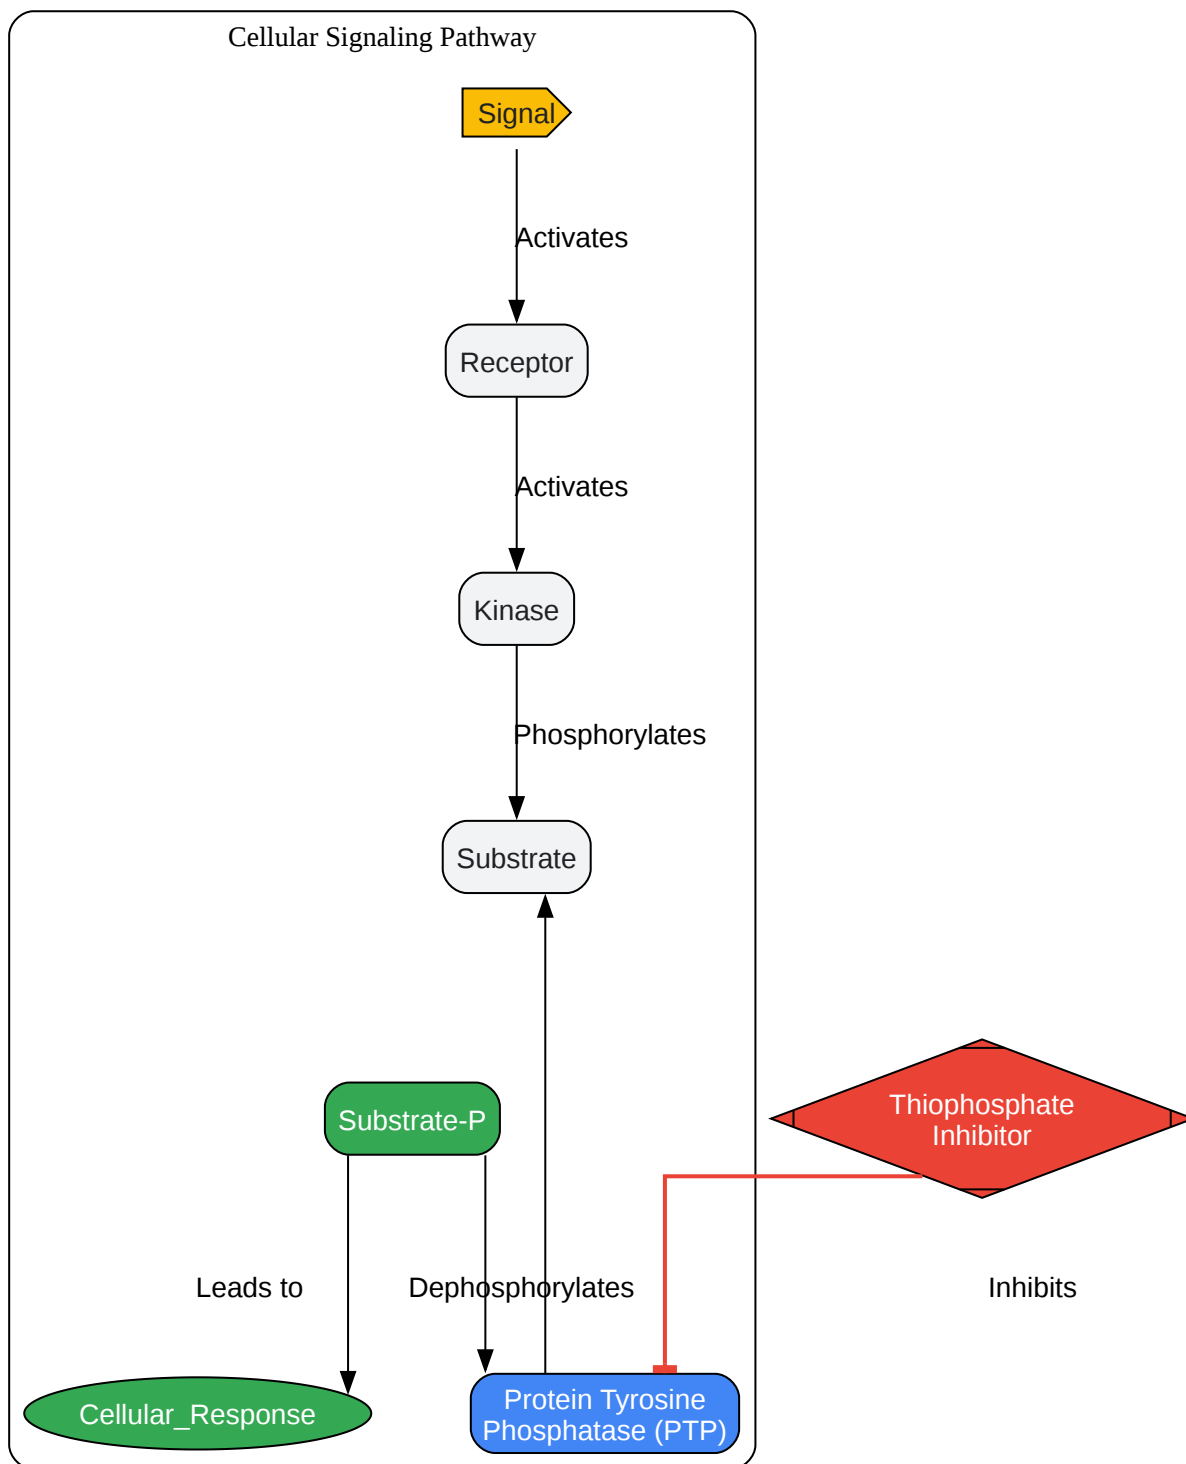 Cellular Signaling Pathway
Signal
Activates
Receptor
Activates
Kinase
Phosphorylates
Substrate
Substrate-P
Thiophosphate
Inhibitor
Leads to
Dephosphorylates
Inhibits
Cellular_Response
Protein Tyrosine
Phosphatase (PTP)